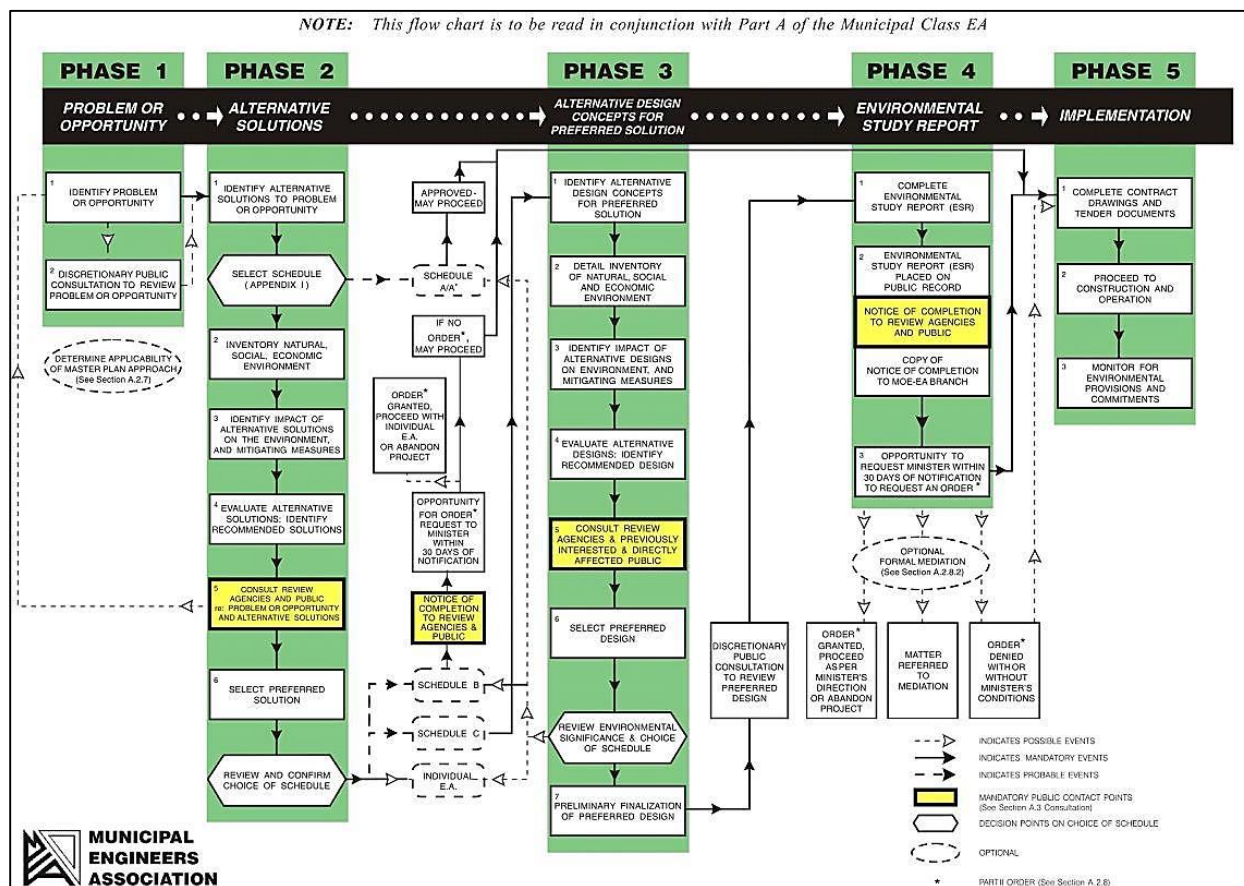 NOTE: This flow chart is to be read in conjunction with Part A of the Municipal Class EA
PHASE 1
PHASE 2
PHASE 3
PHASE 4
PHASE 5
PROBLEM OR
OPPORTUNITY
ALTERNATIVE
SOLUTIONS
ALTERNATIVE DESIGN
CONCEPTS FOR
PREFERRED SOLUTION
ENVIRONMENTAL
STUDY REPORT
IMPLEMENTATION
1
IDENTIFY PROBLEM
OR OPPORTUNITY
2
DISCRETIONARY PUBLIC
CONSULTATION TO REVIEW
PROBLEM OR OPPORTUNITY
DETERMINE APPLICABILITY
OF MASTER PLAN APPROACH
(See Section A.2.7)
1
IDENTIFY ALTERNATIVE
SOLUTIONS TO PROBLEM
OR OPPORTUNITY
SELECT SCHEDULE
(APPENDIX I)
2
INVENTORY NATURAL,
SOCIAL, ECONOMIC
ENVIRONMENT
3
IDENTIFY IMPACT OF
ALTERNATIVE SOLUTIONS
ON THE ENVIRONMENT,
AND MITIGATING MEASURES
4
EVALUATE ALTERNATIVE
SOLUTIONS: IDENTIFY
RECOMMENDED SOLUTIONS
5
CONSULT REVIEW
AGENCIES AND PUBLIC
re: PROBLEM OR OPPORTUNITY
AND ALTERNATIVE SOLUTIONS
6
SELECT PREFERRED
SOLUTION
REVIEW AND CONFIRM
CHOICE OF SCHEDULE
APPROVED-
MAY PROCEED
SCHEDULE
A/A+
IF NO
ORDER*,
MAY PROCEED
ORDER*
GRANTED,
PROCEED WITH
INDIVIDUAL
E.A.
OR ABANDON
PROJECT
OPPORTUNITY
FOR ORDER*
REQUEST TO
MINISTER
WITHIN
30 DAYS OF
NOTIFICATION
NOTICE OF
COMPLETION
TO REVIEW
AGENCIES &
PUBLIC
SCHEDULE B
SCHEDULE C
INDIVIDUAL
E.A.
1
IDENTIFY ALTERNATIVE
DESIGN CONCEPTS
FOR PREFERRED
SOLUTION
2
DETAIL INVENTORY
OF NATURAL, SOCIAL
AND ECONOMIC
ENVIRONMENT
3
IDENTIFY IMPACT OF
ALTERNATIVE DESIGNS
ON ENVIRONMENT, AND
MITIGATING MEASURES
4
EVALUATE ALTERNATIVE
DESIGNS: IDENTIFY
RECOMMENDED DESIGN
5
CONSULT REVIEW
AGENCIES & PREVIOUSLY
INTERESTED & DIRECTLY
AFFECTED PUBLIC
6
SELECT PREFERRED
DESIGN
REVIEW ENVIRONMENTAL
SIGNIFICANCE & CHOICE
OF SCHEDULE
7
PRELIMINARY FINALIZATION
OF PREFERRED DESIGN
DISCRETIONARY
PUBLIC
CONSULTATION
TO REVIEW
PREFERRED
DESIGN
1
COMPLETE
ENVIRONMENTAL
STUDY REPORT (ESR)
2
ENVIRONMENTAL
STUDY REPORT (ESR)
PLACED ON
PUBLIC RECORD
NOTICE OF COMPLETION
TO REVIEW AGENCIES
AND PUBLIC
COPY OF
NOTICE OF COMPLETION
TO MOE-EA BRANCH
3
OPPORTUNITY TO
REQUEST MINISTER WITHIN
30 DAYS OF NOTIFICATION
TO REQUEST AN ORDER*
OPTIONAL
FORMAL MEDIATION
(See Section A.2.8.2)
ORDER*
GRANTED,
PROCEED AS PER
MINISTER'S
DIRECTION
OR ABANDON
PROJECT
MATTER
REFERRED
TO
MEDIATION
ORDER*
DENIED WITH OR
WITHOUT
MINISTER'S
CONDITIONS
1
COMPLETE CONTRACT
DRAWINGS AND
TENDER DOCUMENTS
2
PROCEED TO
CONSTRUCTION AND
OPERATION
3
MONITOR FOR
ENVIRONMENTAL
PROVISIONS AND
COMMITMENTS
INDICATES POSSIBLE EVENTS
INDICATES MANDATORY EVENTS
INDICATES PROBABLE EVENTS
MANDATORY PUBLIC CONTACT POINTS
(See Section A.3 Consultation)
DECISION POINTS ON CHOICE OF SCHEDULE
OPTIONAL
* PART II ORDER (See Section A.2.8)
MUNICIPAL
ENGINEERS
ASSOCIATION